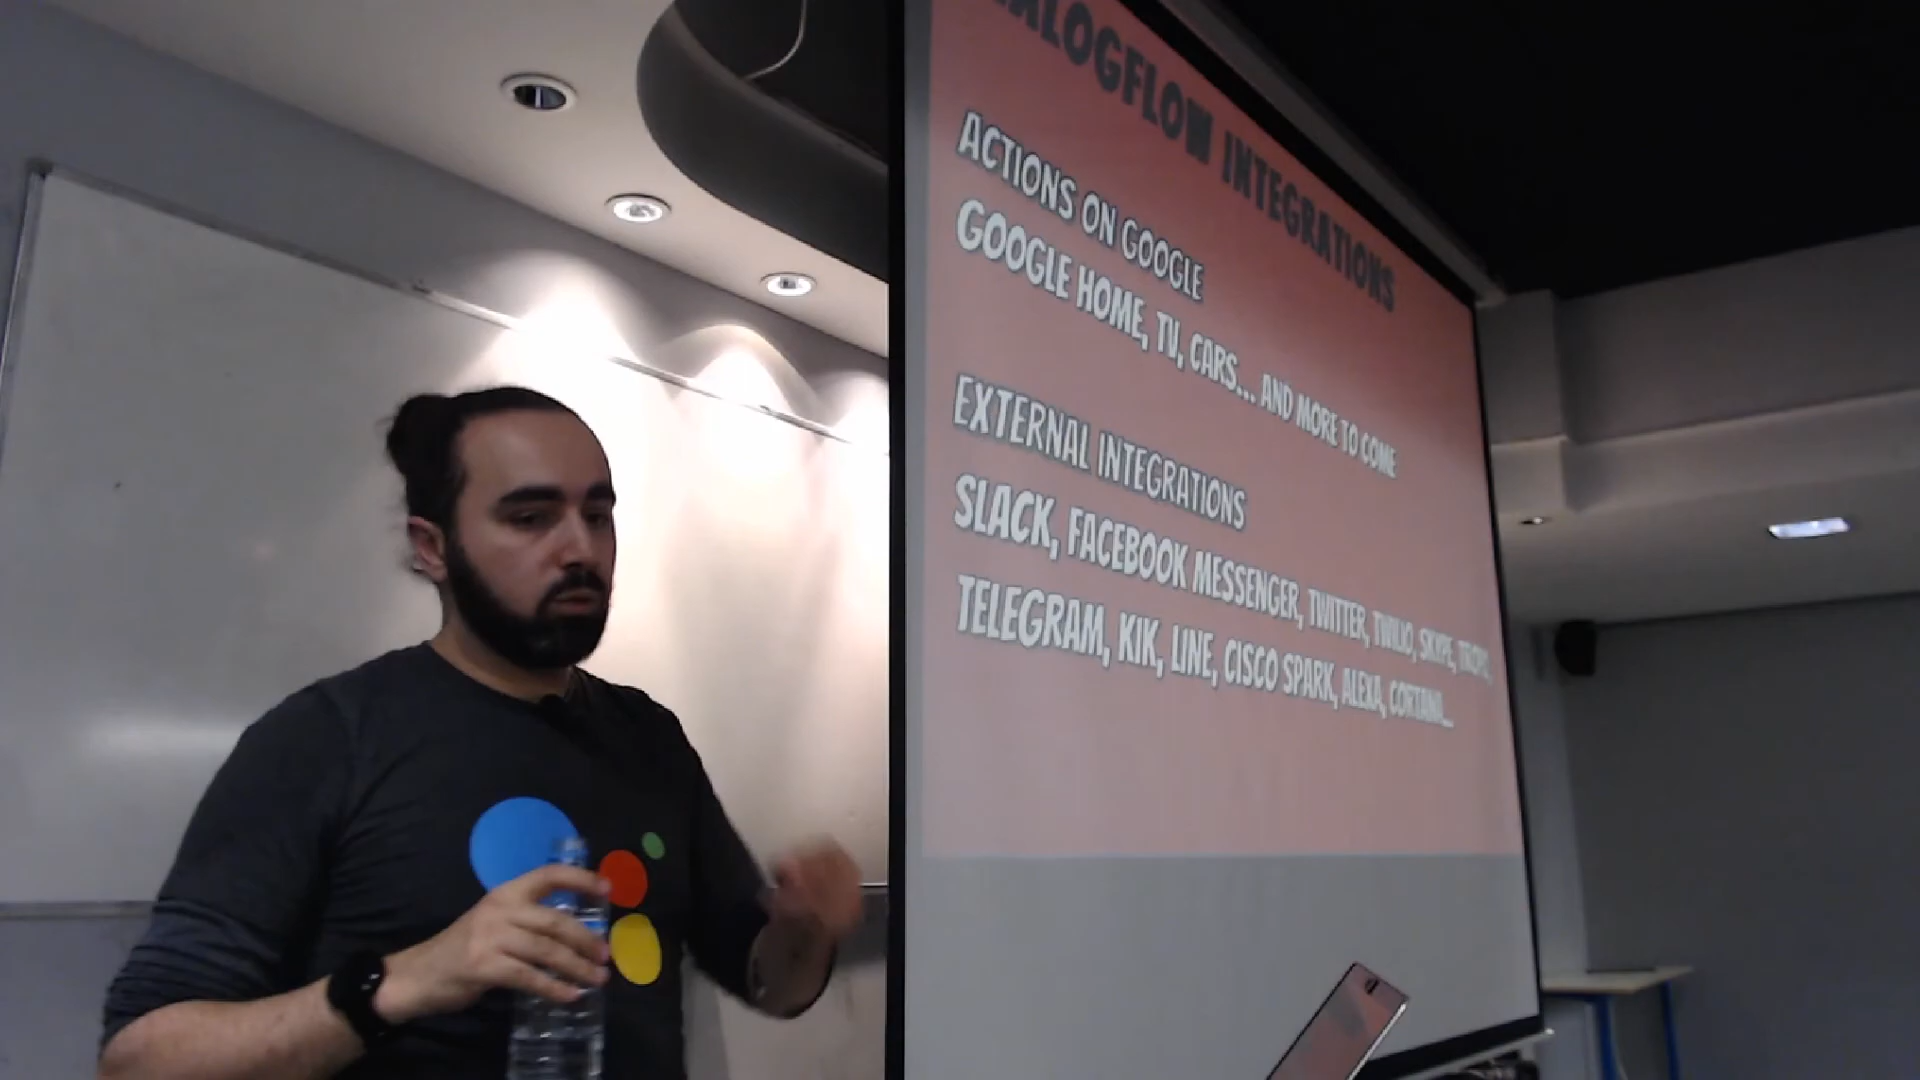 ALOGFLOW INTEGRATIONS
ACTIONS ON GOOGLE
GOOGLE HOME, TV, CARS... AND MORE TO COME
EXTERNAL INTEGRATIONS
SLACK, FACEBOOK MESSENGER, TWITTER, TWILIO, SKYPE, TROPO,
TELEGRAM, KIK, LINE, CISCO SPARK, ALEXA, CORTANA...